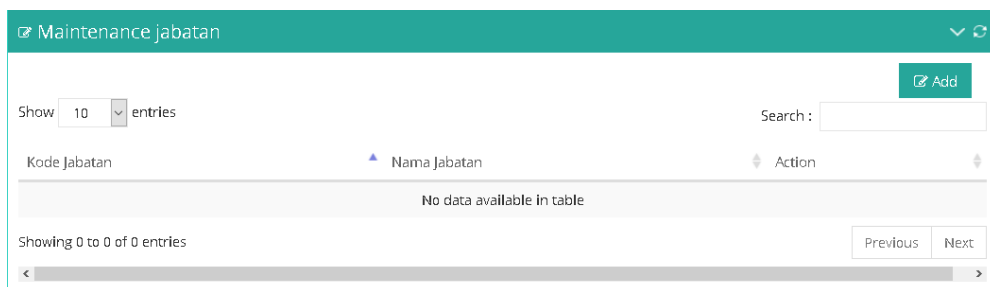 Maintenance jabatan
Add
Show 10 entries
Search :
Kode Jabatan Nama Jabatan Action
No data available in table
Showing 0 to 0 of 0 entries
Previous Next